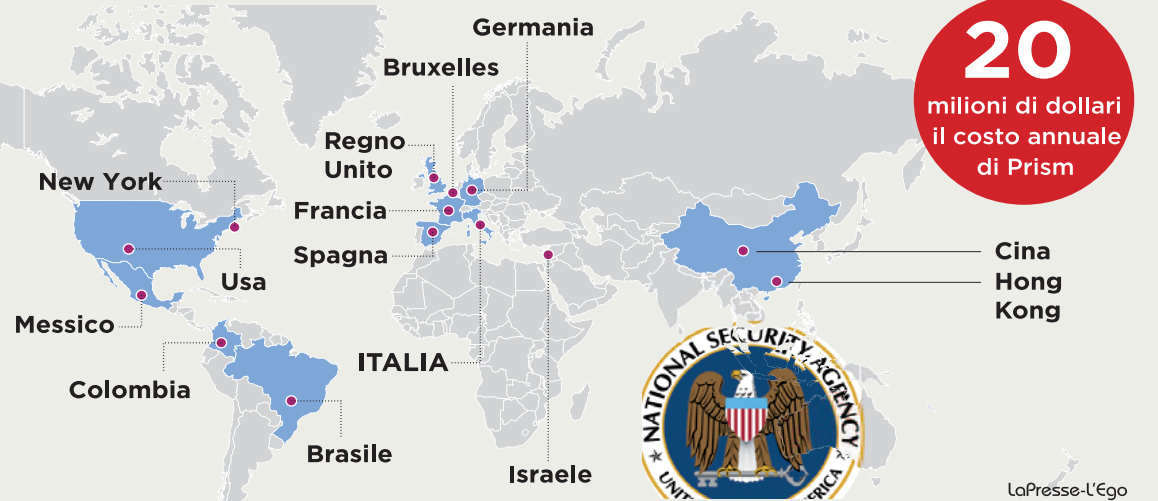 Germania
Bruxelles
Regno
Unito
New York
Francia
Spagna
Usa
Messico
Colombia
ITALIA
Brasile
Israele
20
milioni di dollari
il costo annuale
di Prism
Cina
Hong
Kong
NATIONAL SECURITY AGENCY
LaPresse-L'Ego